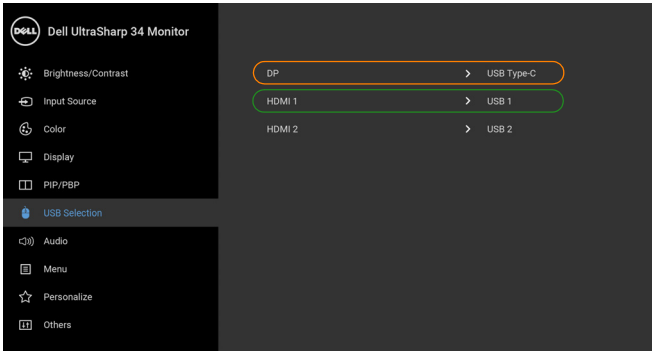 DELL Dell UltraSharp 34 Monitor
Brightness/Contrast
Input Source
Color
Display
PIP/PBP
USB Selection
Audio
Menu
Personalize
Others
DP > USB Type-C
HDMI 1 > USB 1
HDMI 2 > USB 2